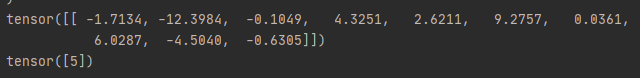 tensor([[ -1.7134, -12.3984,  -0.1049,   4.3251,   2.6211,   9.2757,   0.0361,
           6.0287,  -4.5040,  -0.6305]])
tensor([5])